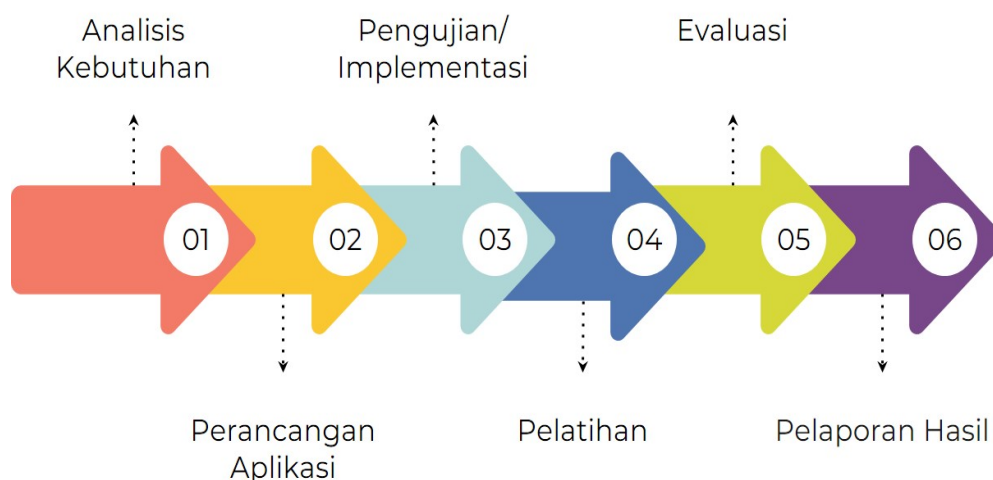 Analisis
Kebutuhan
Pengujian/
Implementasi
Evaluasi
01
02
03
04
05
06
Perancangan
Aplikasi
Pelatihan
Pelaporan Hasil